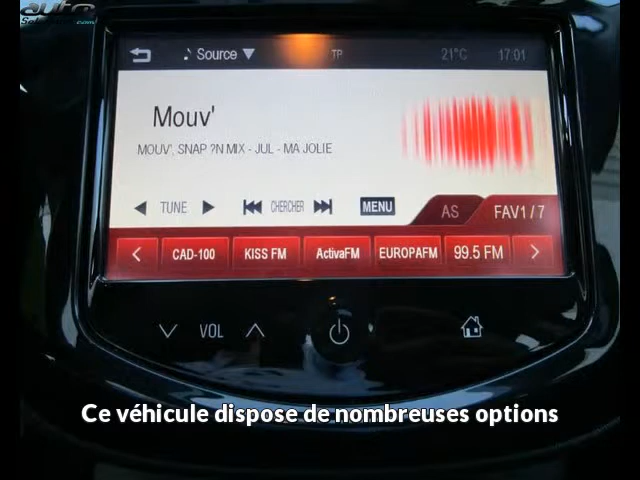 auto
Source ▼ TP 21°C 17:01
Mouv'
MOUV', SNAP ?N MIX - JUL - MA JOLIE
TUNE CHERCHER MENU AS FAV1 / 7
CAD-100 KISS FM ActivaFM EUROPAFM 99.5 FM
VOL
Ce véhicule dispose de nombreuses options